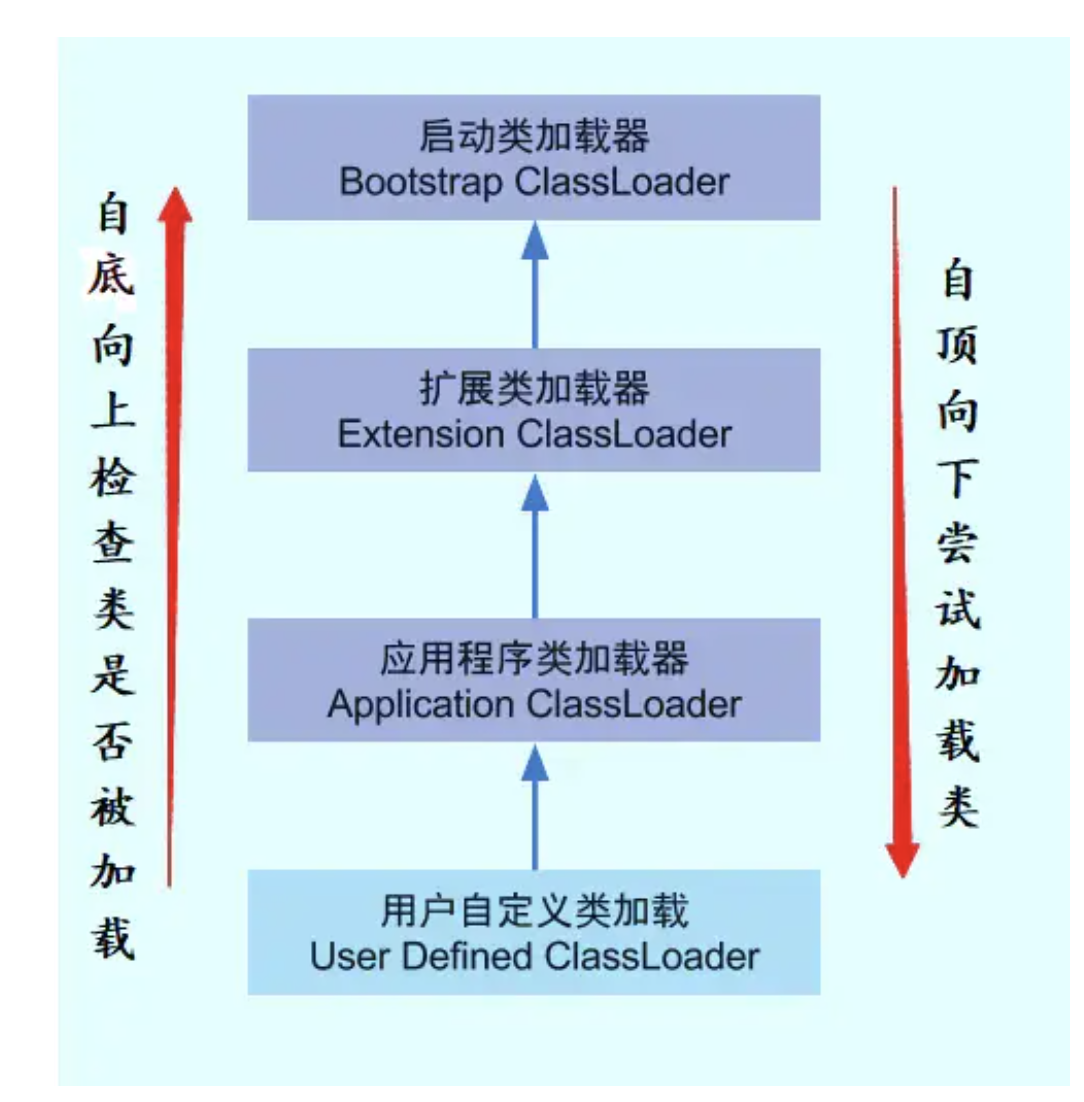 启动类加载器
Bootstrap ClassLoader
自底向上检查类是否被加载
自顶向下尝试加载类
扩展类加载器
Extension ClassLoader
应用程序类加载器
Application ClassLoader
用户自定义类加载
User Defined ClassLoader